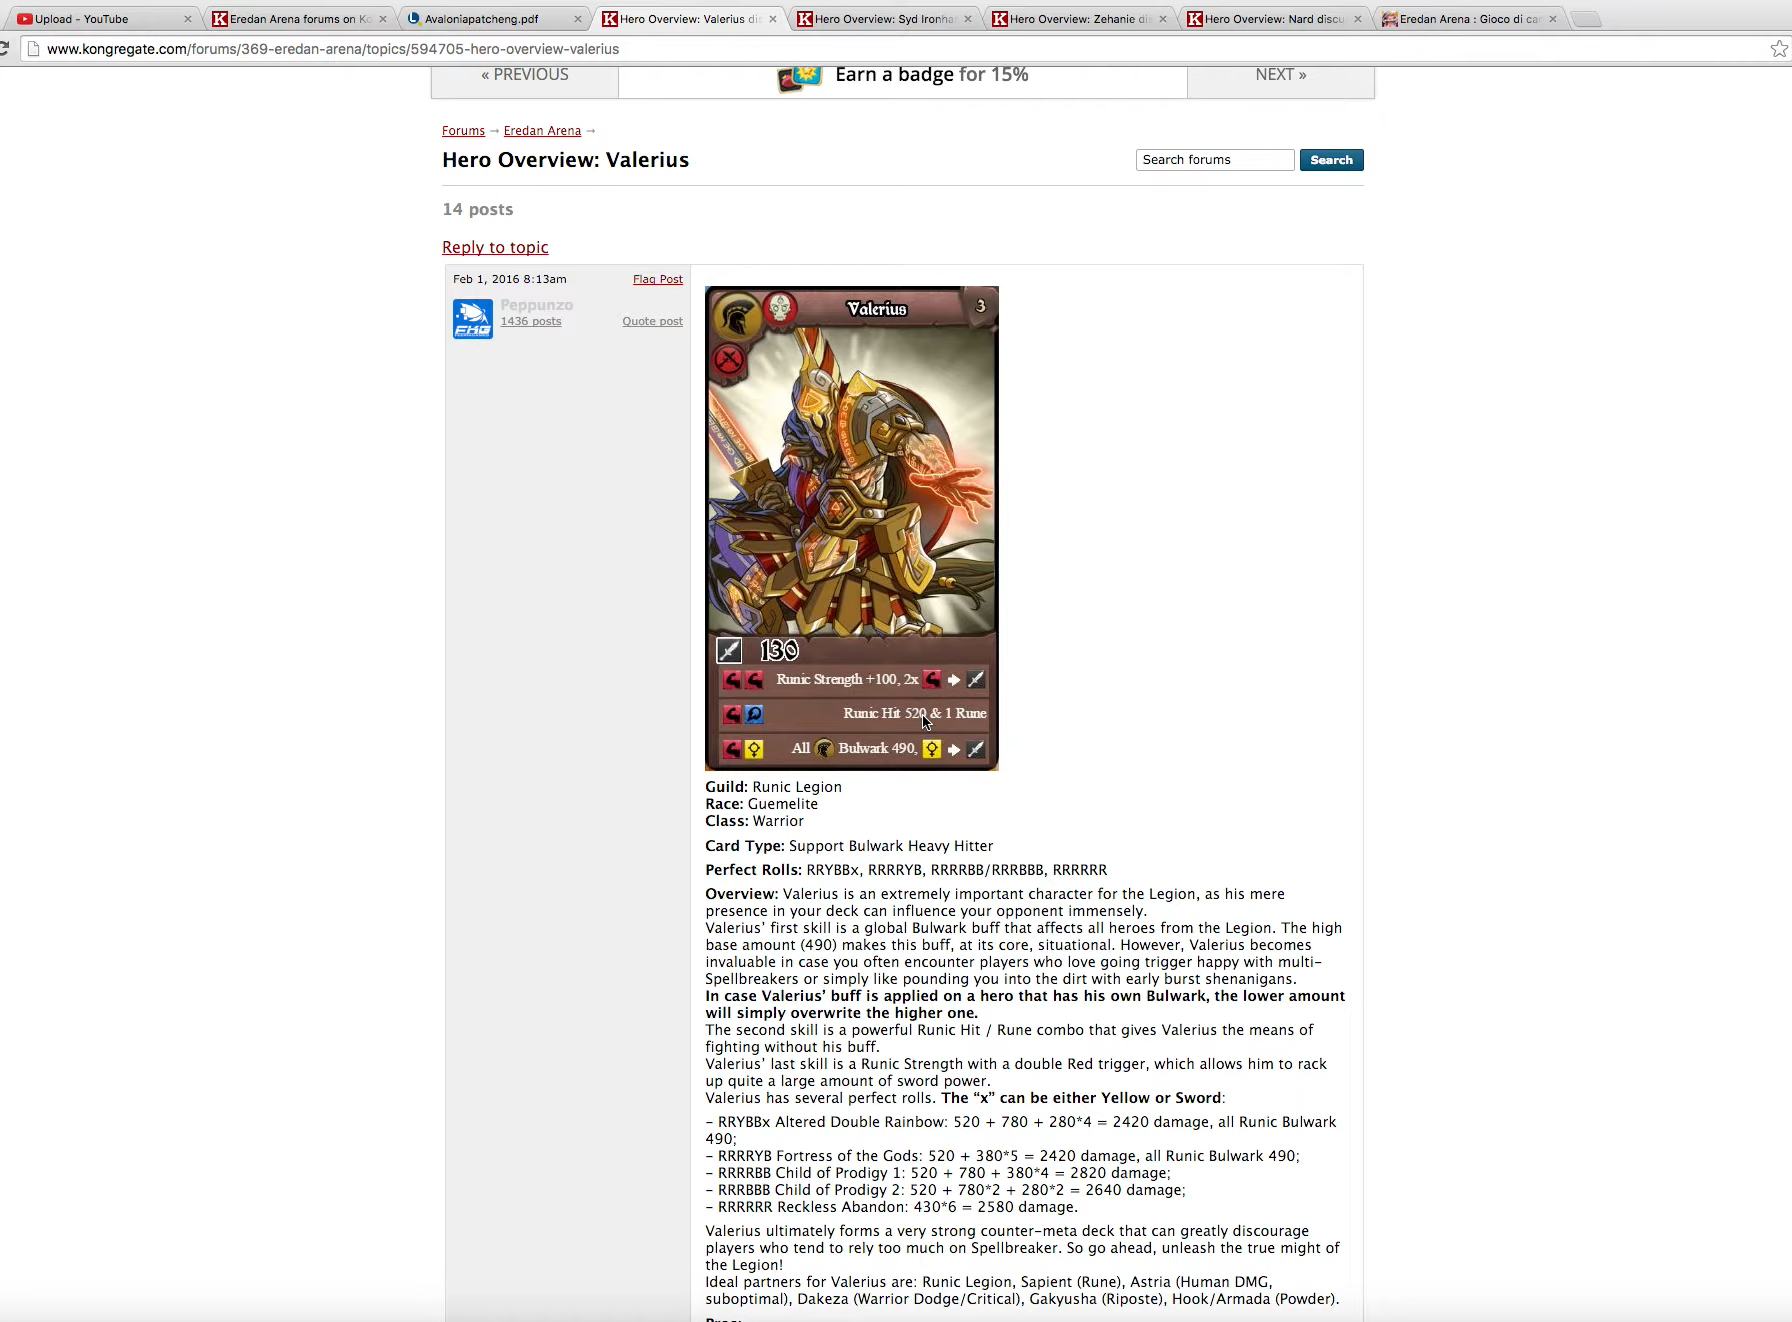 Upload - YouTube
Eredan Arena forums on Ko
Avaloniapatcheng.pdf
Hero Overview: Valerius dis
Hero Overview: Syd Ironha
Hero Overview: Zehanie di
Hero Overview: Nard discu
Eredan Arena : Gioco di ca
www.kongregate.com/forums/369-eredan-arena/topics/594705-hero-overview-valerius
« PREVIOUS
Earn a badge for 15%
NEXT »
Forums → Eredan Arena →
Hero Overview: Valerius
Search forums
Search
14 posts
Reply to topic
Feb 1, 2016 8:13am
Flag Post
Peppunzo
1436 posts
Quote post
FKG
Valerius
3
130
Runic Strength +100, 2x
Runic Hit 520 & 1 Rune
All Bulwark 490,
Guild: Runic Legion
Race: Guemelite
Class: Warrior
Card Type: Support Bulwark Heavy Hitter
Perfect Rolls: RRYBBx, RRRRYB, RRRRBB/RRRBBB, RRRRRR
Overview: Valerius is an extremely important character for the Legion, as his mere
presence in your deck can influence your opponent immensely.
Valerius’ first skill is a global Bulwark buff that affects all heroes from the Legion. The high
base amount (490) makes this buff, at its core, situational. However, Valerius becomes
invaluable in case you often encounter players who love going trigger happy with multi-
Spellbreakers or simply like pounding you into the dirt with early burst shenanigans.
In case Valerius’ buff is applied on a hero that has his own Bulwark, the lower amount
will simply overwrite the higher one.
The second skill is a powerful Runic Hit / Rune combo that gives Valerius the means of
fighting without his buff.
Valerius’ last skill is a Runic Strength with a double Red trigger, which allows him to rack
up quite a large amount of sword power.
Valerius has several perfect rolls. The “x” can be either Yellow or Sword:
– RRYBBx Altered Double Rainbow: 520 + 780 + 280*4 = 2420 damage, all Runic Bulwark
490;
– RRRRYB Fortress of the Gods: 520 + 380*5 = 2420 damage, all Runic Bulwark 490;
– RRRRBB Child of Prodigy 1: 520 + 780 + 380*4 = 2820 damage;
– RRRBBB Child of Prodigy 2: 520 + 780*2 + 280*2 = 2640 damage;
– RRRRRR Reckless Abandon: 430*6 = 2580 damage.
Valerius ultimately forms a very strong counter-meta deck that can greatly discourage
players who tend to rely too much on Spellbreaker. So go ahead, unleash the true might of
the Legion!
Ideal partners for Valerius are: Runic Legion, Sapient (Rune), Astria (Human DMG,
suboptimal), Dakeza (Warrior Dodge/Critical), Gakyusha (Riposte), Hook/Armada (Powder).